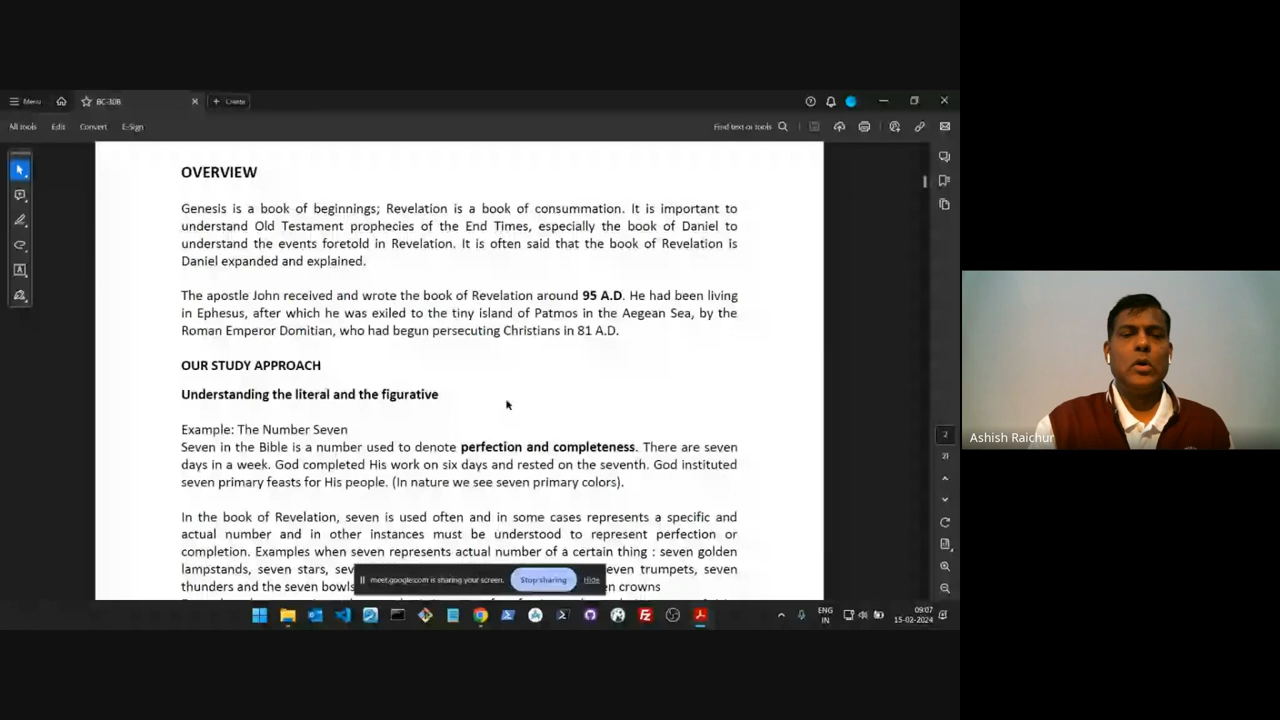 Menu
BC-30B
Create
All tools
Edit
Convert
E-Sign
Find text or tools
OVERVIEW
Genesis is a book of beginnings; Revelation is a book of consummation. It is important to
understand Old Testament prophecies of the End Times, especially the book of Daniel to
understand the events foretold in Revelation. It is often said that the book of Revelation is
Daniel expanded and explained.
The apostle John received and wrote the book of Revelation around 95 A.D. He had been living
in Ephesus, after which he was exiled to the tiny island of Patmos in the Aegean Sea, by the
Roman Emperor Domitian, who had begun persecuting Christians in 81 A.D.
OUR STUDY APPROACH
Understanding the literal and the figurative
Example: The Number Seven
Seven in the Bible is a number used to denote perfection and completeness. There are seven
days in a week. God completed His work on six days and rested on the seventh. God instituted
seven primary feasts for His people. (In nature we see seven primary colors).
In the book of Revelation, seven is used often and in some cases represents a specific and
actual number and in other instances must be understood to represent perfection or
completion. Examples when seven represents actual number of a certain thing : seven golden
lampstands, seven stars, trumpets, seven
thunders and the seven bowls crowns
meet.google.com is sharing your screen.
Stop sharing
Hide
2
21
ENG
IN
09:07
15-02-2024
Ashish Raichur